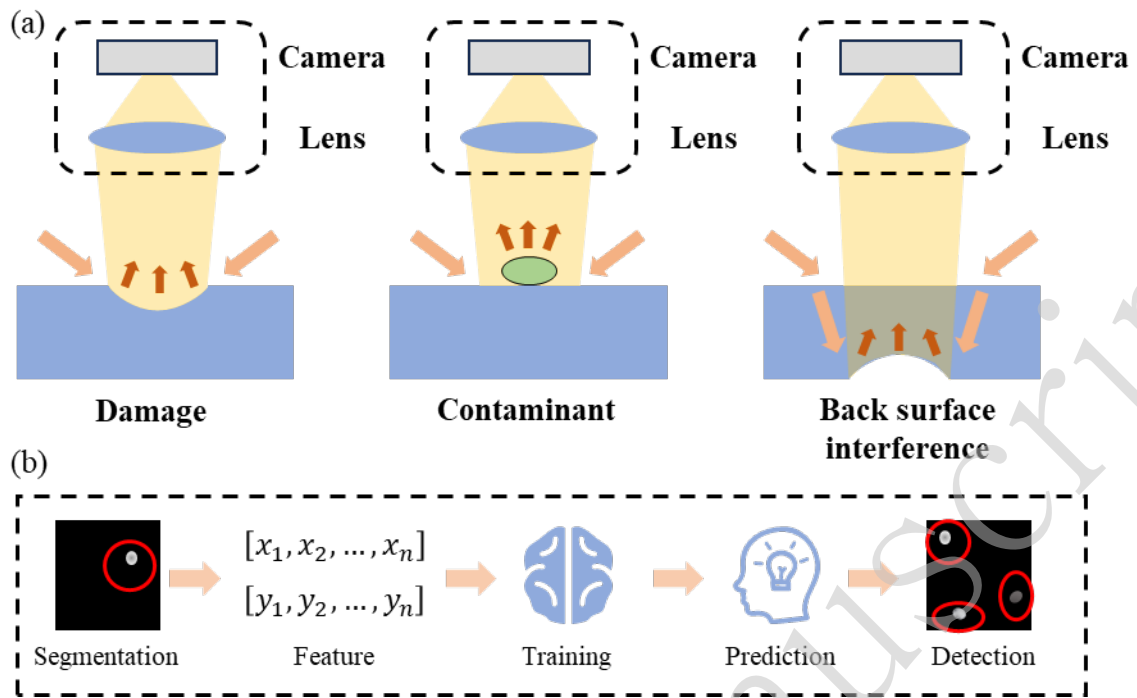 (a)
Camera
Lens
Camera
Lens
Camera
Lens
Damage
Contaminant
Back surface
interference
(b)
[x₁, x₂, …, xₙ]
[y₁, y₂, …, yₙ]
Segmentation
Feature
Training
Prediction
Detection